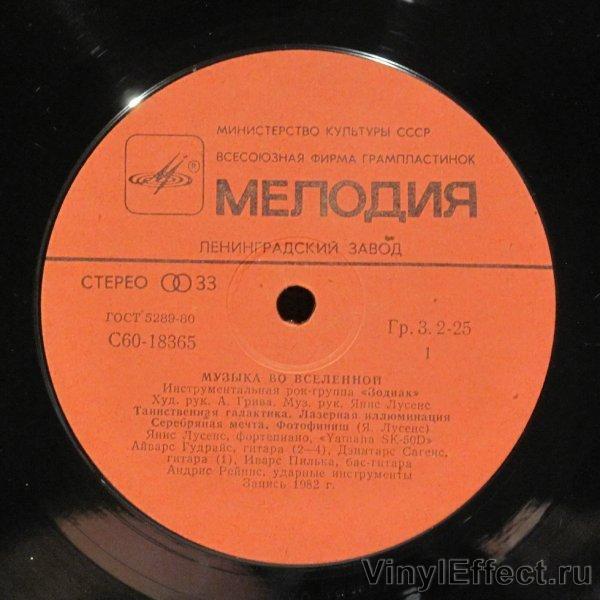 МИНИСТЕРСТВО КУЛЬТУРЫ СССР
ВСЕСОЮЗНАЯ ФИРМА ГРАМПЛАСТИНОК
®
МЕЛОДИЯ
ЛЕНИНГРАДСКИЙ ЗАВОД
СТЕРЕО 33
ГОСТ 5289-80
С60-18365
Гр. 3. 2-25
1
МУЗЫКА ВО ВСЕЛЕННОЙ
Инструментальная рок-группа «Зодиак»
Худ. рук. А. Грива. Муз. рук. Янис Лусенс
Таинственная галактика. Лазерная иллюминация
Серебряная мечта. Фотофиниш (Я. Лусенс)
Янис Лусенс, фортепиано, «Yamaha SK-50D»
Айварс Гудрайс, гитара (2—4), Дзинтарс Сагенс,
гитара (1), Иварс Пилька, бас-гитара
Андрис Рейнис, ударные инструменты
Запись 1982 г.
VinylEffect.ru